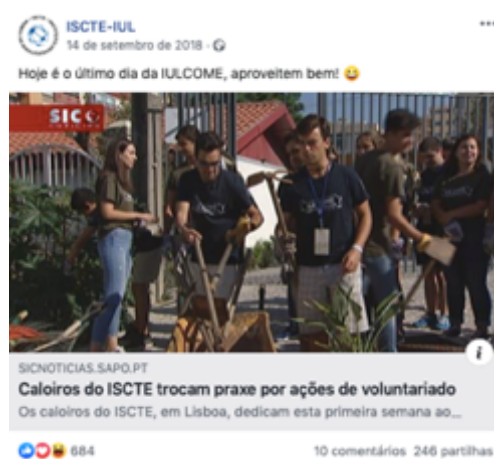 ISCTE-IUL
14 de setembro de 2018 ·
Hoje é o último dia da IULCOME, aproveitem bem! 😀
SIC
SICNOTICIAS.SAPO.PT
Caloiros do ISCTE trocam praxe por ações de voluntariado
Os caloiros do ISCTE, em Lisboa, dedicam esta primeira semana ao...
684
10 comentários 246 partilhas